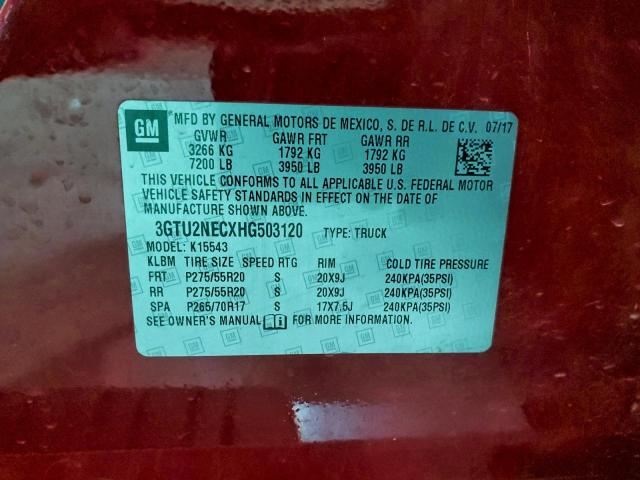 GM MFD BY GENERAL MOTORS DE MEXICO, S. DE R.L. DE C.V. 07/17
GVWR GAWR FRT GAWR RR
3266 KG 1792 KG 1792 KG
7200 LB 3950 LB 3950 LB
THIS VEHICLE CONFORMS TO ALL APPLICABLE U.S. FEDERAL MOTOR
VEHICLE SAFETY STANDARDS IN EFFECT ON THE DATE OF
MANUFACTURE SHOWN ABOVE.
3GTU2NECXHG503120 TYPE: TRUCK
MODEL: K15543
KLBM TIRE SIZE SPEED RTG RIM COLD TIRE PRESSURE
FRT P275/55R20 S 20X9J 240KPA(35PSI)
RR P275/55R20 S 20X9J 240KPA(35PSI)
SPA P265/70R17 S 17X7.5J 240KPA(35PSI)
SEE OWNER'S MANUAL FOR MORE INFORMATION.